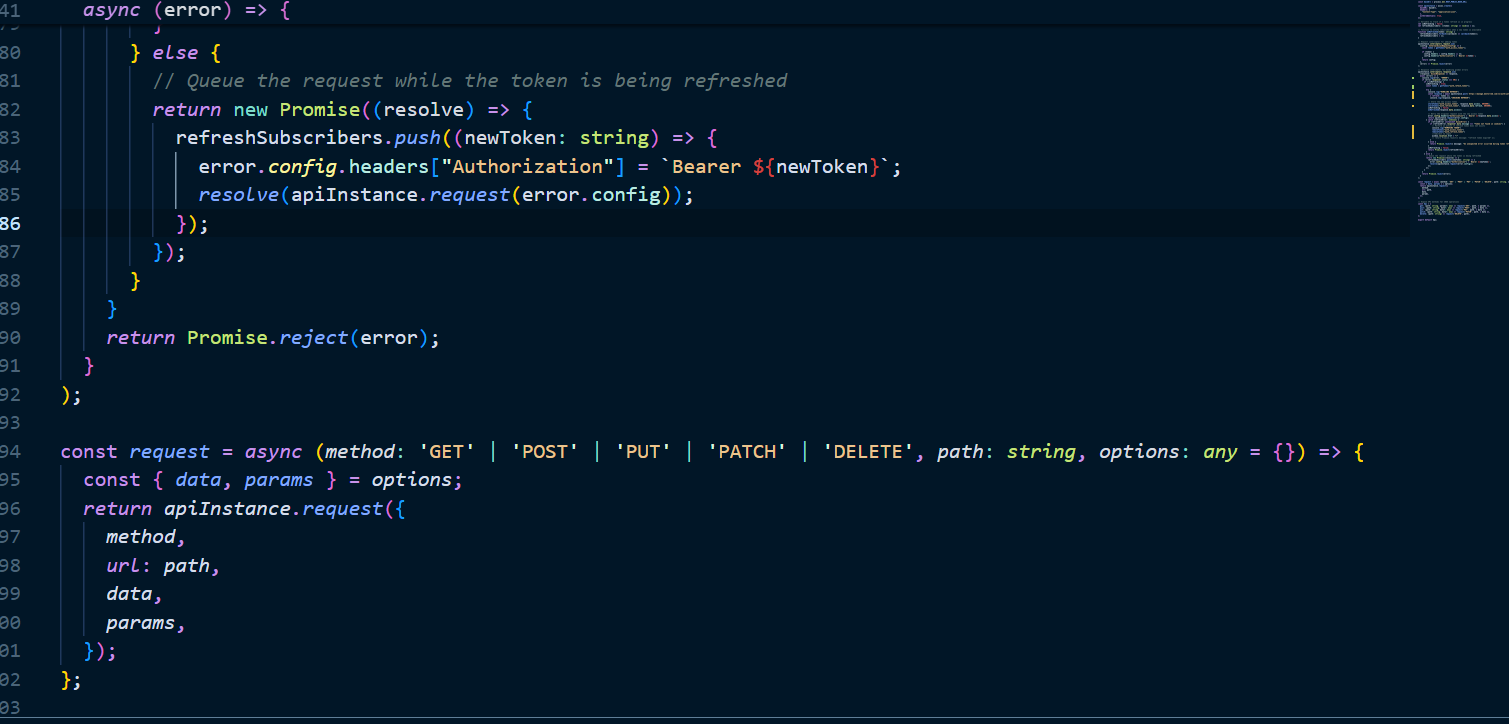 41 async (error) => {
79 }
80 } else {
81 // Queue the request while the token is being refreshed
82 return new Promise((resolve) => {
83 refreshSubscribers.push((newToken: string) => {
84 error.config.headers["Authorization"] = `Bearer ${newToken}`;
85 resolve(apiInstance.request(error.config));
86 });
87 });
88 }
89 }
90 return Promise.reject(error);
91 }
92 );
93
94 const request = async (method: 'GET' | 'POST' | 'PUT' | 'PATCH' | 'DELETE', path: string, options: any = {}) => {
95 const { data, params } = options;
96 return apiInstance.request({
97 method,
98 url: path,
99 data,
00 params,
01 });
02 };
03